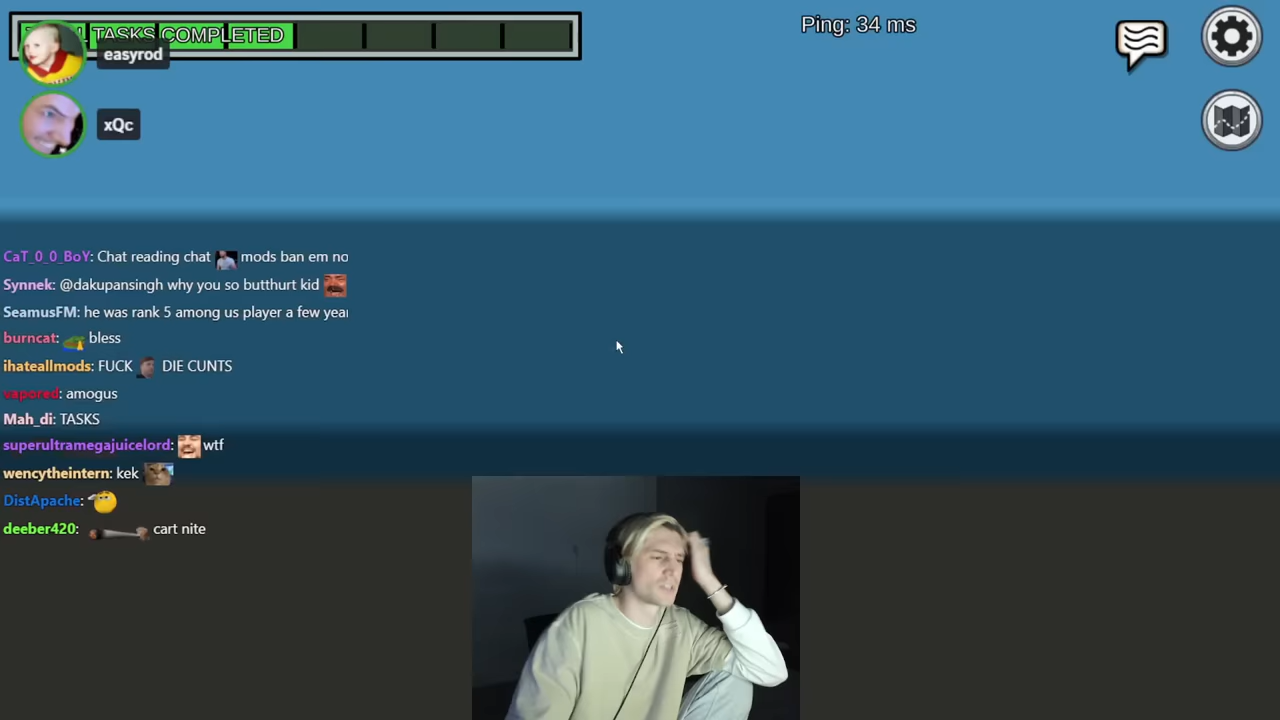 TASKS COMPLETED
easyrod
xQc
Ping: 34 ms
CaT_0_0_BoY: Chat reading chat mods ban em no
Synnek: @dakupansingh why you so butthurt kid
SeamusFM: he was rank 5 among us player a few year
burncat: bless
ihateallmods: FUCK DIE CUNTS
vapored: amogus
Mah_di: TASKS
superultramegajuicelord: wtf
wencytheintern: kek
DistApache:
deeber420: cart nite